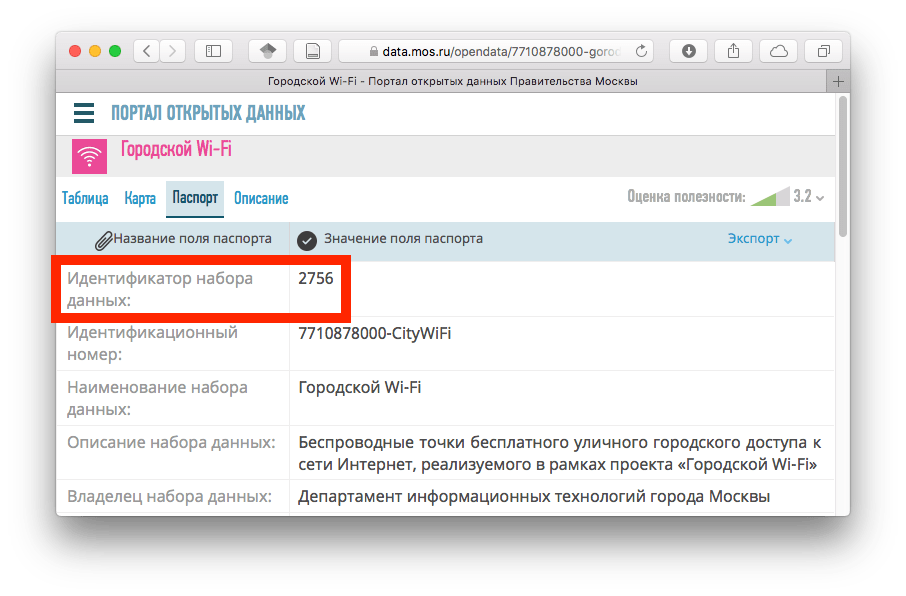 data.mos.ru/opendata/7710878000-goro
Городской Wi-Fi - Портал открытых данных Правительства Москвы
ПОРТАЛ ОТКРЫТЫХ ДАННЫХ
Городской Wi-Fi
Таблица Карта Паспорт Описание Оценка полезности: 3.2
Название поля паспорта Значение поля паспорта Экспорт
Идентификатор набора 2756
данных:
Идентификационный 7710878000-CityWiFi
номер:
Наименование набора Городской Wi-Fi
данных:
Описание набора данных: Беспроводные точки бесплатного уличного городского доступа к
сети Интернет, реализуемого в рамках проекта «Городской Wi-Fi»
Владелец набора данных: Департамент информационных технологий города Москвы